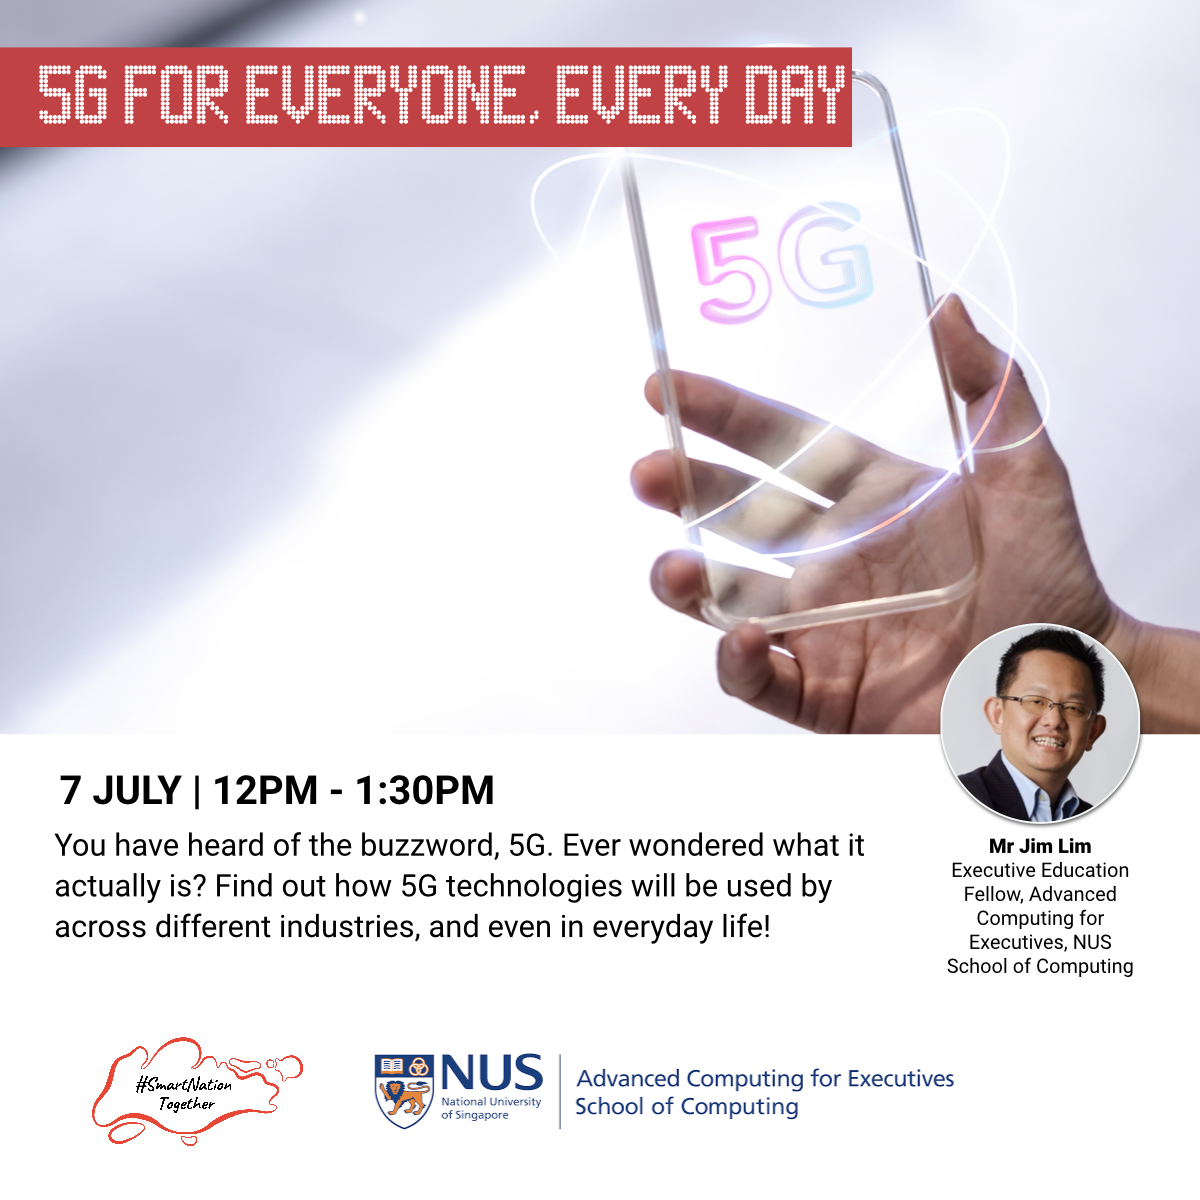 5G FOR EVERYONE, EVERY DAY
5G
7 JULY | 12PM - 1:30PM
You have heard of the buzzword, 5G. Ever wondered what it
actually is? Find out how 5G technologies will be used by
across different industries, and even in everyday life!
Mr Jim Lim
Executive Education
Fellow, Advanced
Computing for
Executives, NUS
School of Computing
#SmartNation
Together
NUS
National University
of Singapore
Advanced Computing for Executives
School of Computing